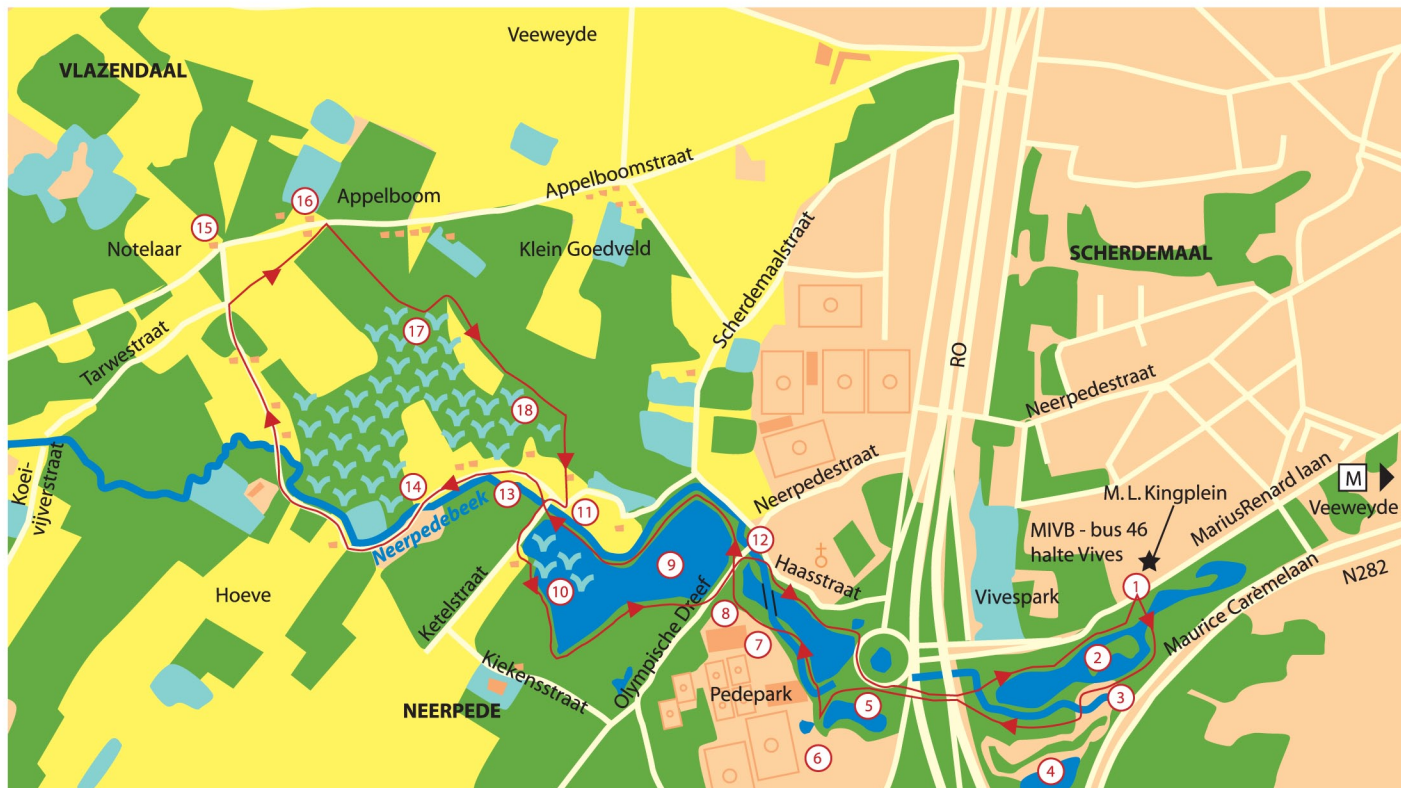 Veeweyde
VLAZENDAAL
Appelboomstraat
16
Appelboom
15
Notelaar
Klein Goedveld
SCHERDEMAAL
Scherdemaalstraat
17
Tarwestraat
RO
Neerpedestraat
18
Koei-
vijverstraat
14
13
Neerpedebeek
11
Neerpedestraat
MariusRenard laan
M
Veeweyde
M. L. Kingplein
MIVB - bus 46
halte Vives
12
Haasstraat
9
10
Hoeve
Ketelstraat
Vivespark
1
N282
Maurice Carèmelaan
8
7
2
Kiekensstraat
Olympische Dreef
Pedepark
3
NEERPEDE
5
6
4